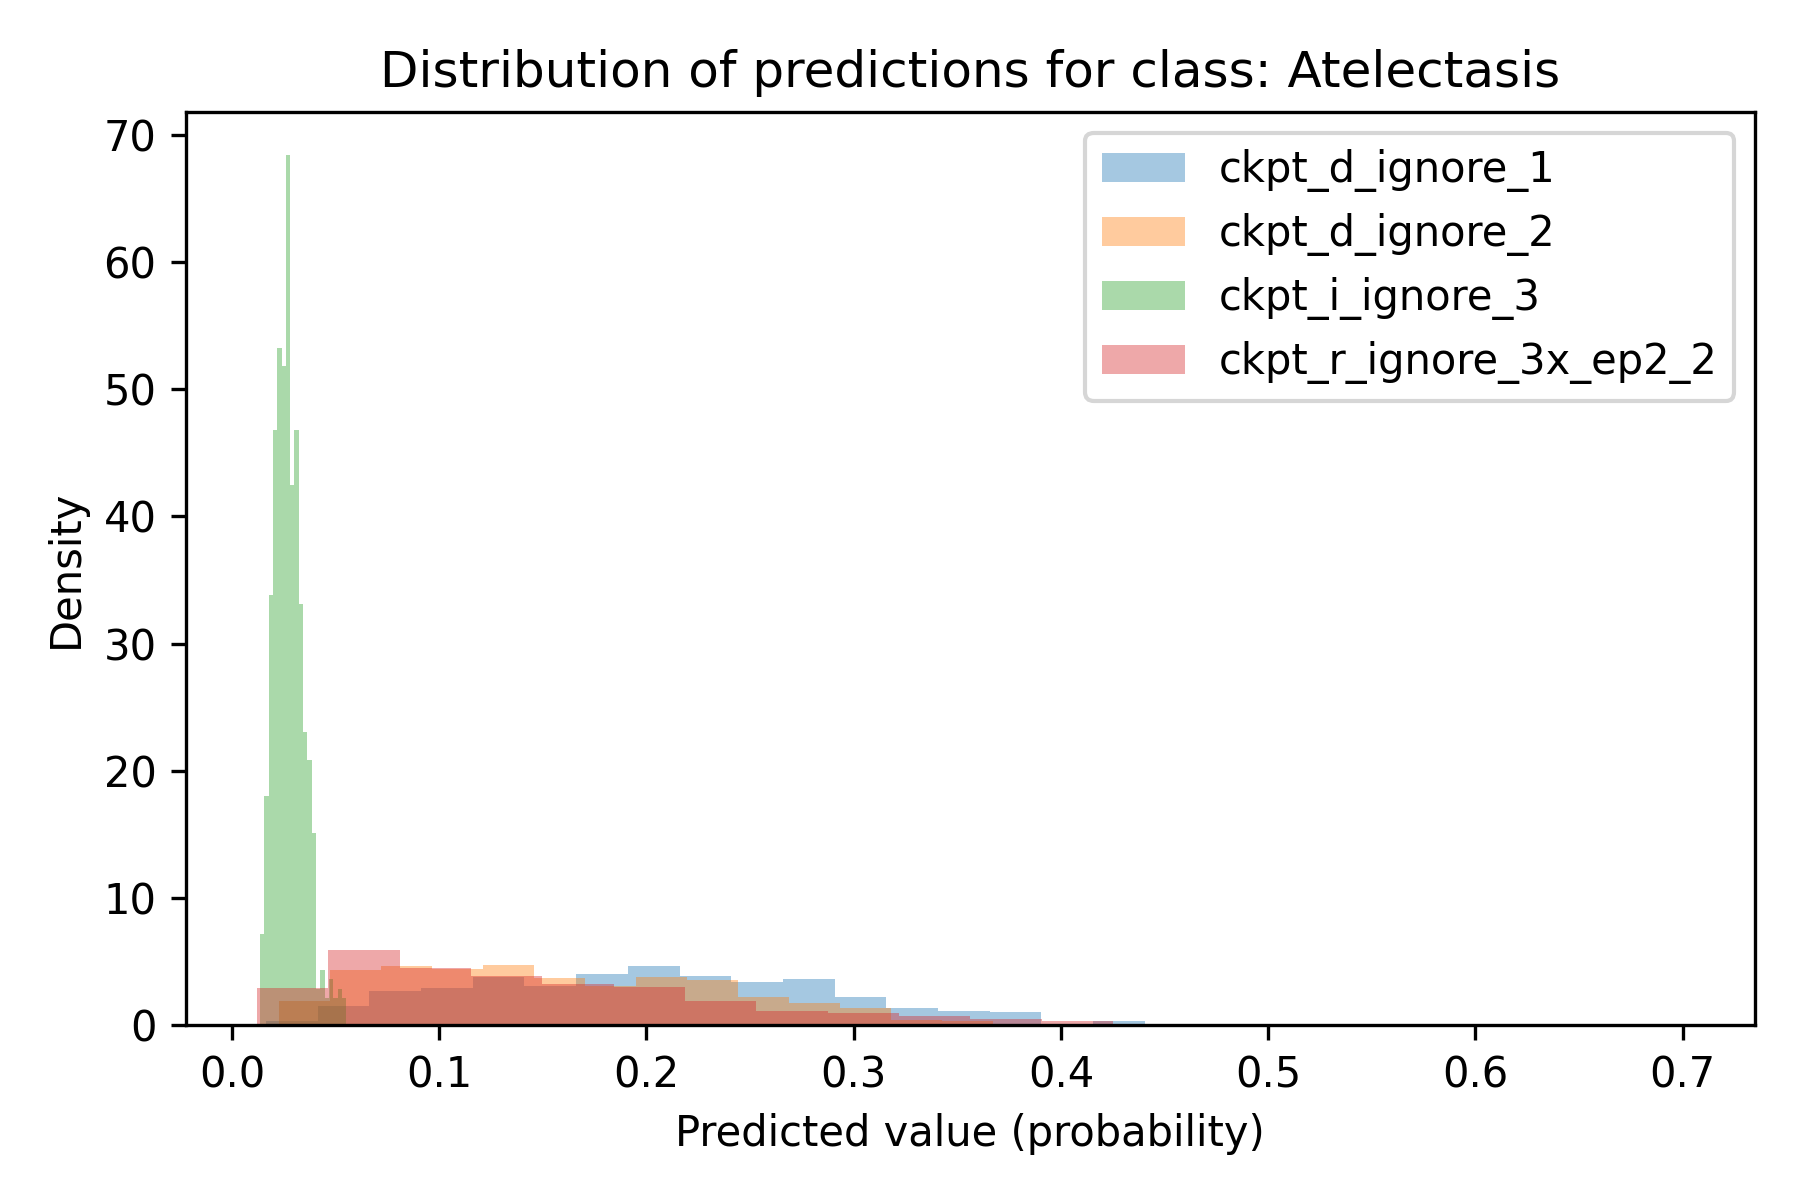 Distribution of predictions for class: Atelectasis
70
60
50
40
30
20
10
0
Density
ckpt_d_ignore_1
ckpt_d_ignore_2
ckpt_i_ignore_3
ckpt_r_ignore_3x_ep2_2
0.0 0.1 0.2 0.3 0.4 0.5 0.6 0.7
Predicted value (probability)